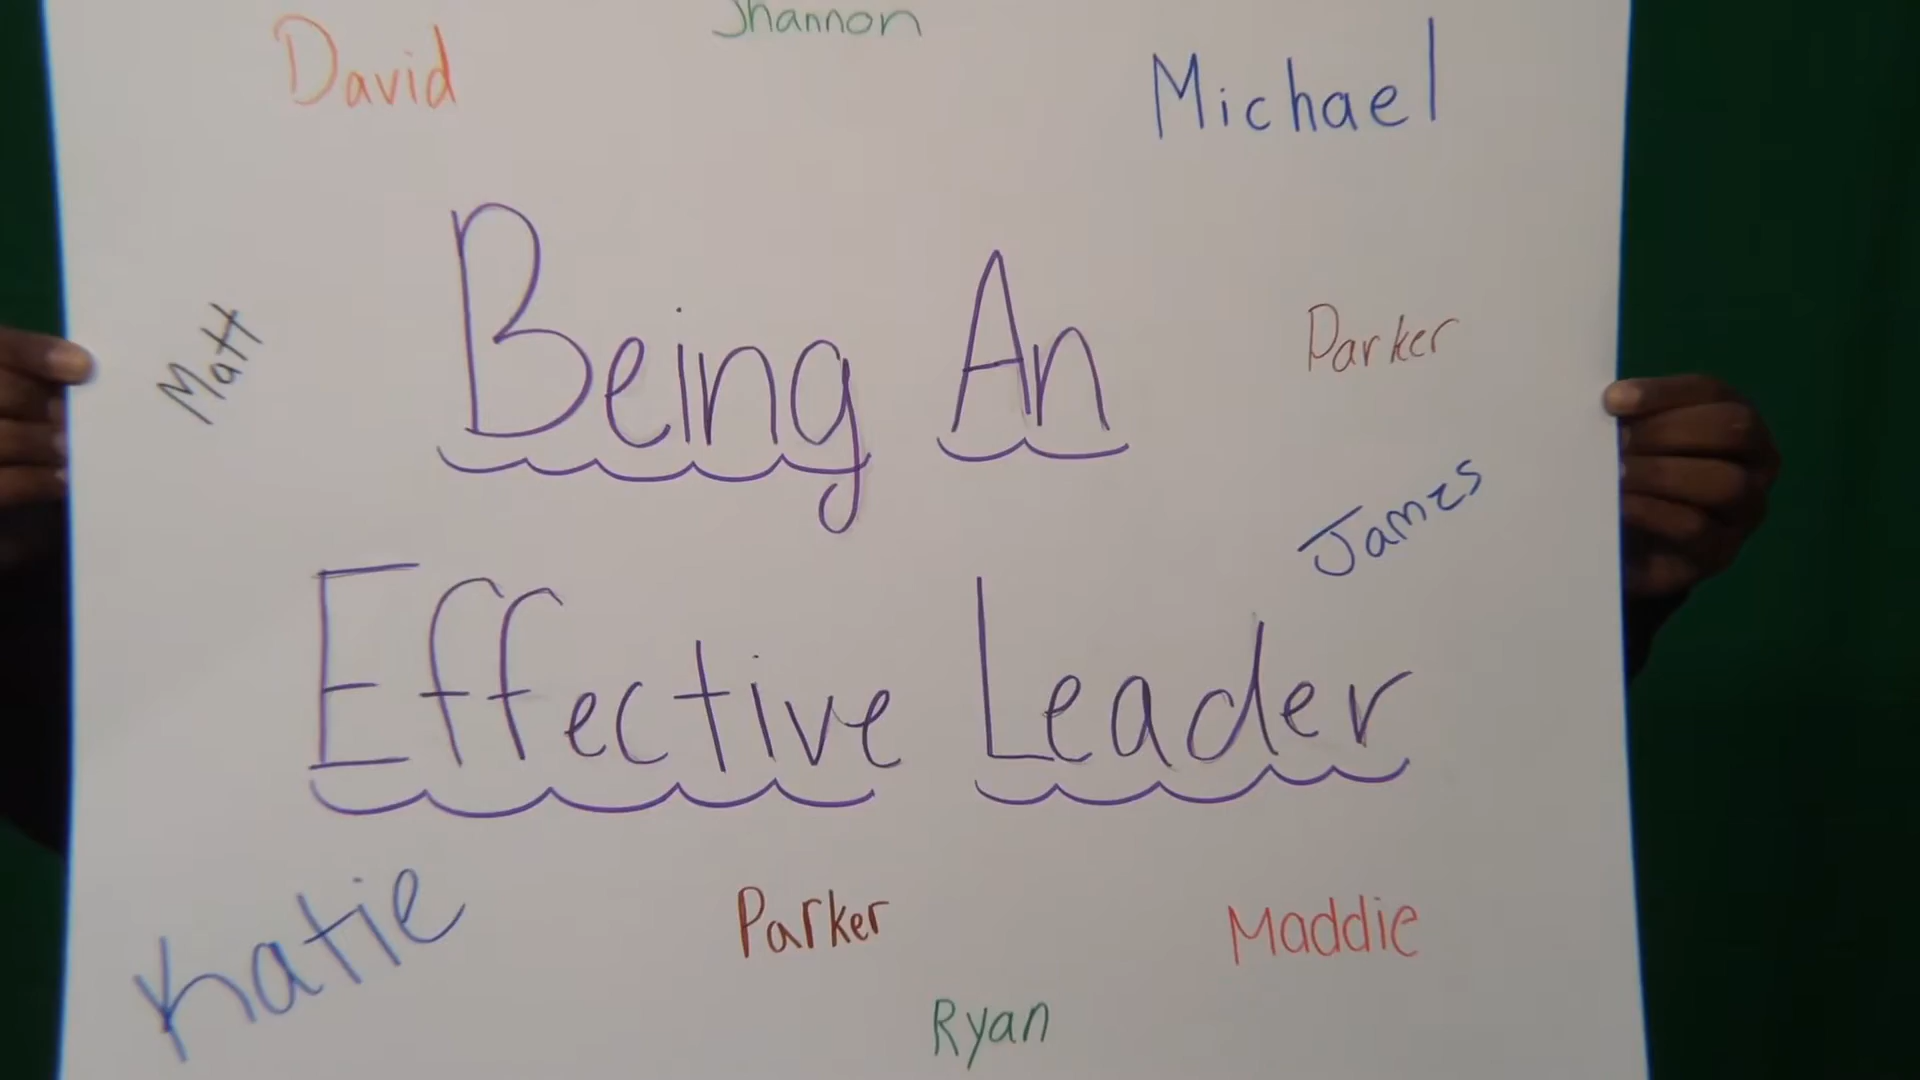 Shannon
David
Michael
Matt
Being An
Parker
James
Effective Leader
Katie
Parker
Maddie
Ryan